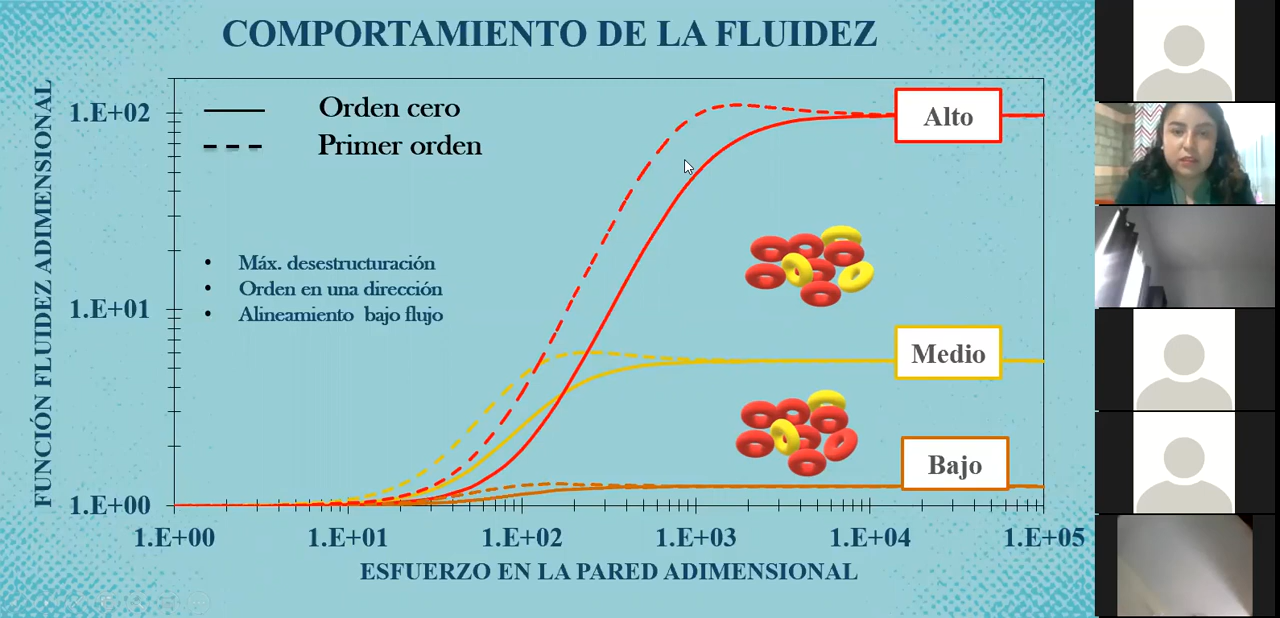 COMPORTAMIENTO DE LA FLUIDEZ
FUNCIÓN FLUIDEZ ADIMENSIONAL
1.E+02
1.E+01
1.E+00
Orden cero
Primer orden
• Máx. desestructuración
• Orden en una dirección
• Alineamiento bajo flujo
Alto
Medio
Bajo
1.E+00 1.E+01 1.E+02 1.E+03 1.E+04 1.E+05
ESFUERZO EN LA PARED ADIMENSIONAL